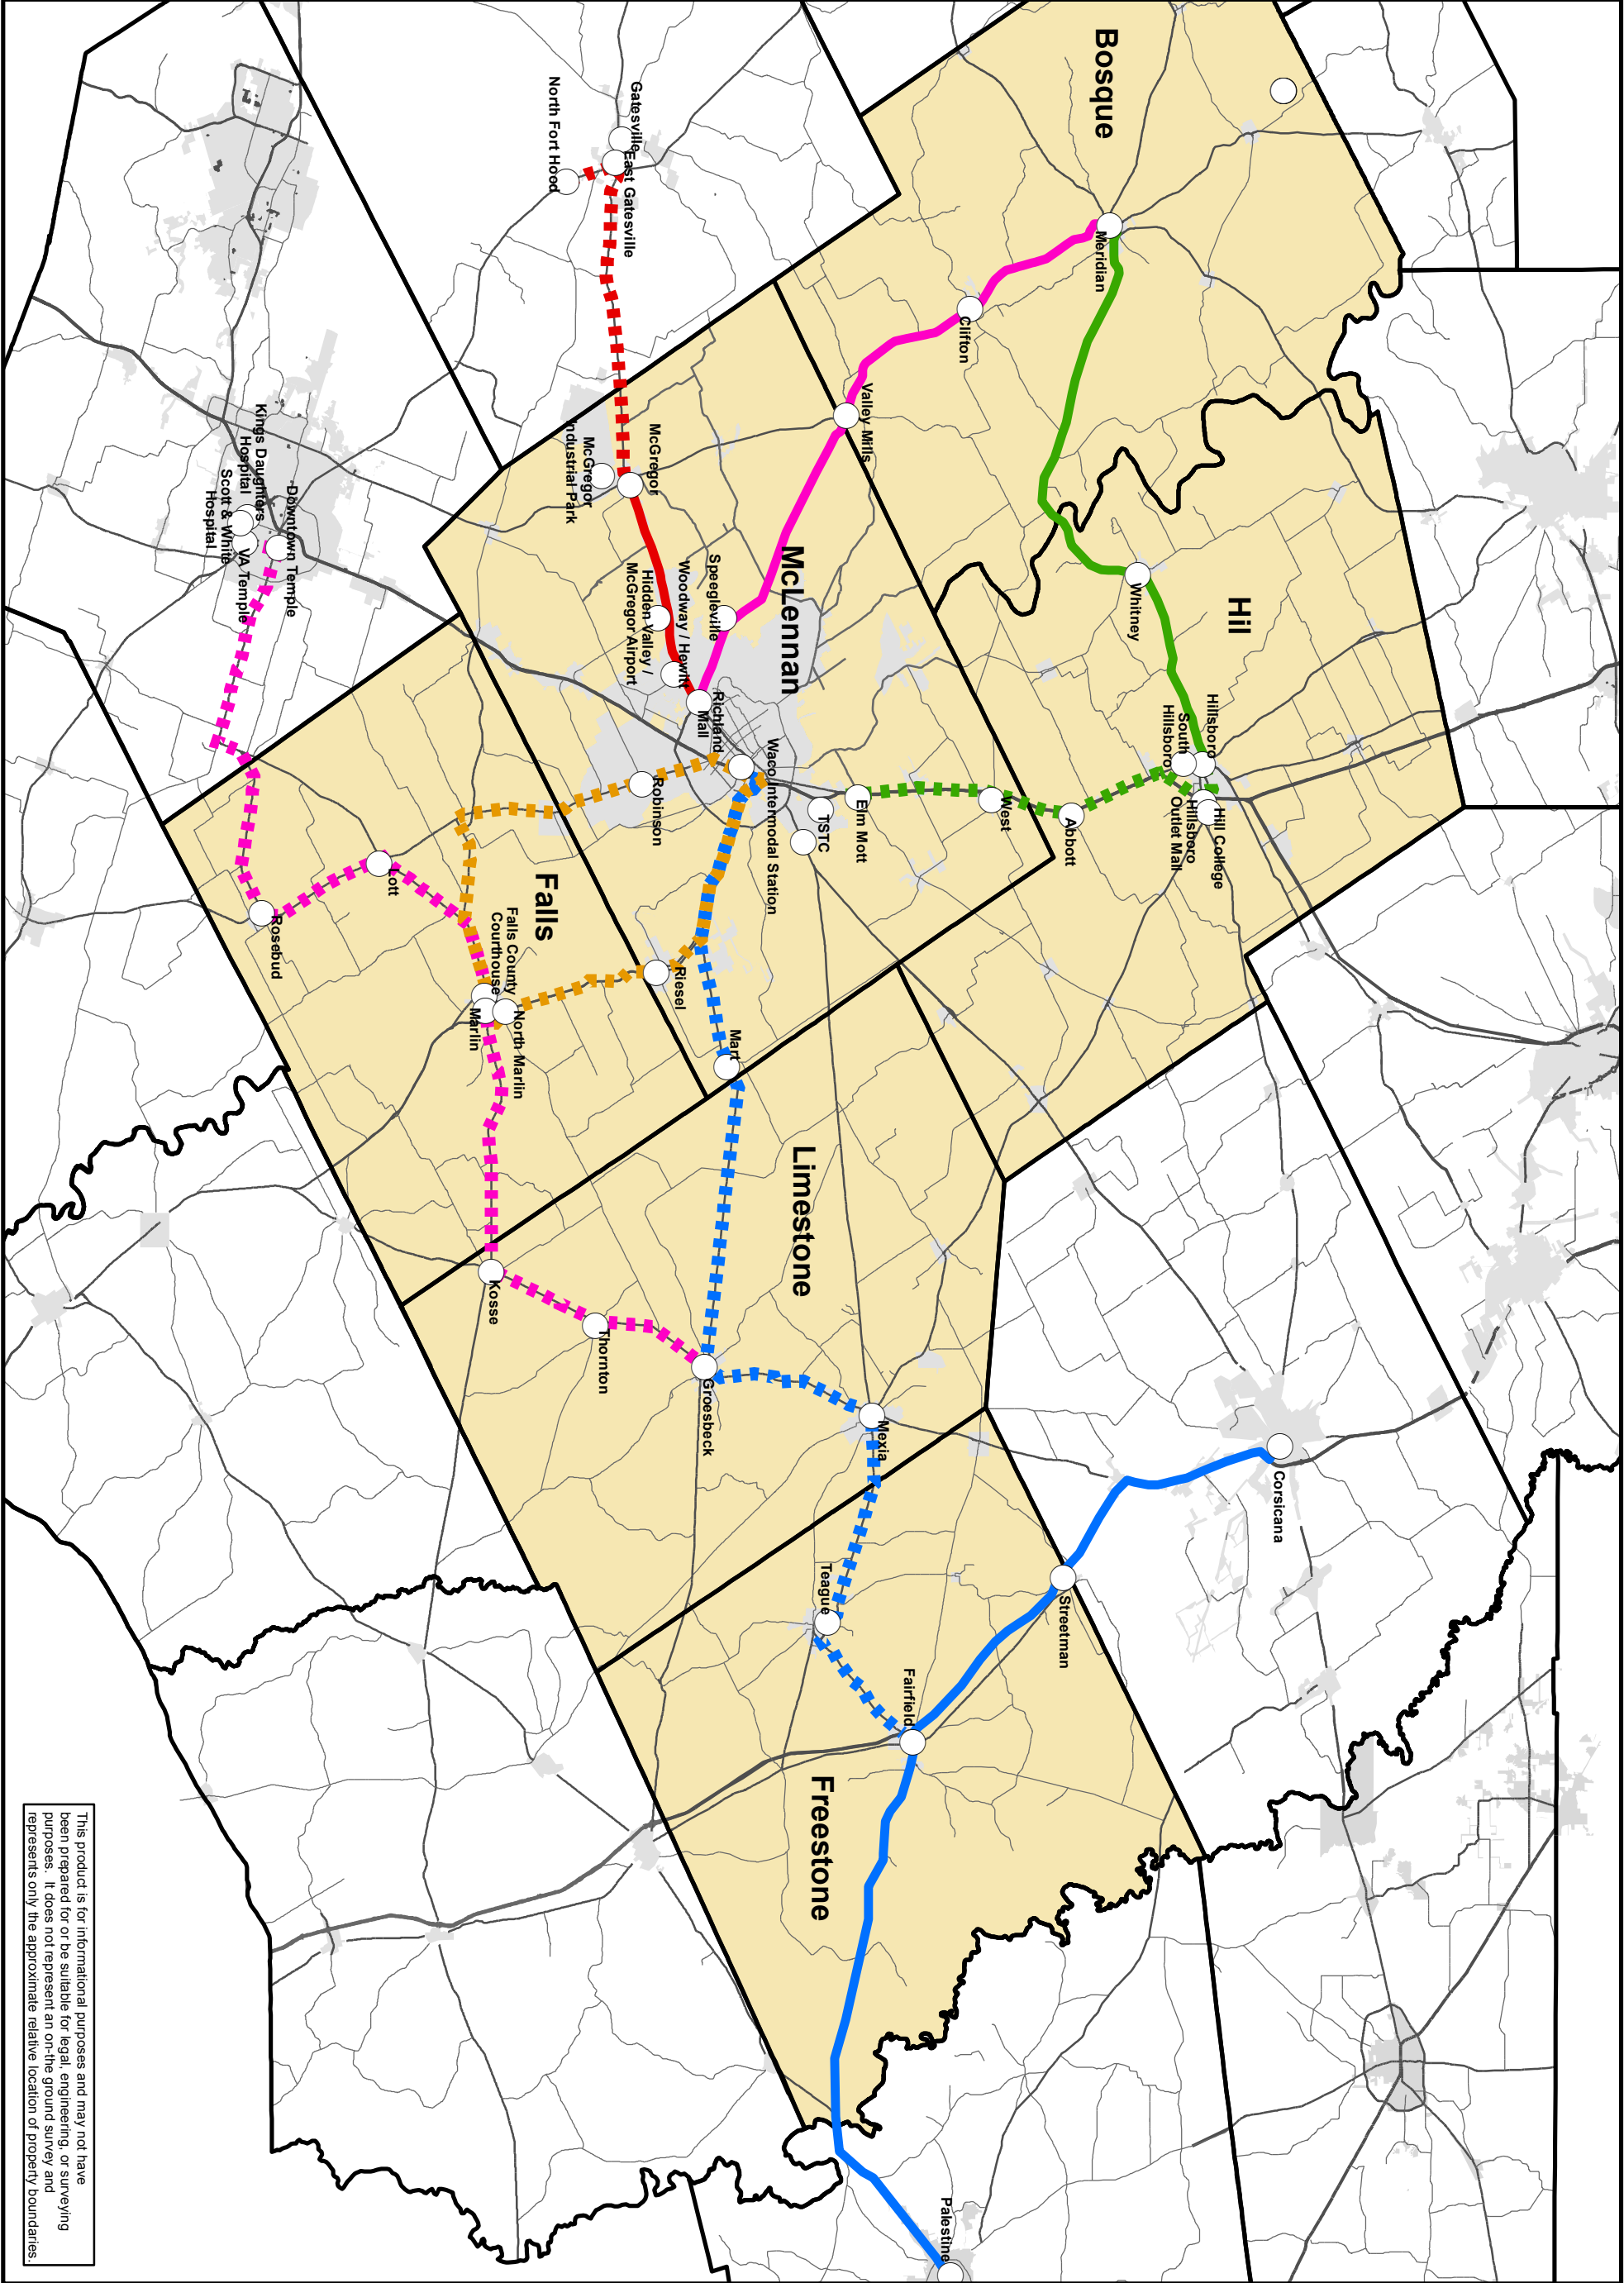 Bosque
Hil
McLennan
Falls
Limestone
Freestone
Meridian
Clifton
Valley Mills
Whitney
Hillsboro
South
Hillsboro
Hill College
Hillsboro
Outlet Mall
Abbott
West
Elm Mott
TSTC
Waco Intermodal Station
Richland
Mall
Speegleville
Woodway / Hewitt
Hidden Valley /
McGregor Airport
McGregor
McGregor
Industrial Park
Gatesville
East Gatesville
North Fort Hood
Robinson
Riesel
Mart
Downtown Temple
Kings Daughters
Hospital
Scott & White
Hospital
VA Temple
Rosebud
Lott
Falls County
Courthouse
Marlin
North Marlin
Kosse
Thornton
Groesbeck
Mexia
Teague
Fairfield
Streetman
Corsicana
Palestine
This product is for informational purposes and may not have
been prepared for or be suitable for legal, engineering, or surveying
purposes. It does not represent an on-the ground survey and
represents only the approximate relative location of property boundaries.